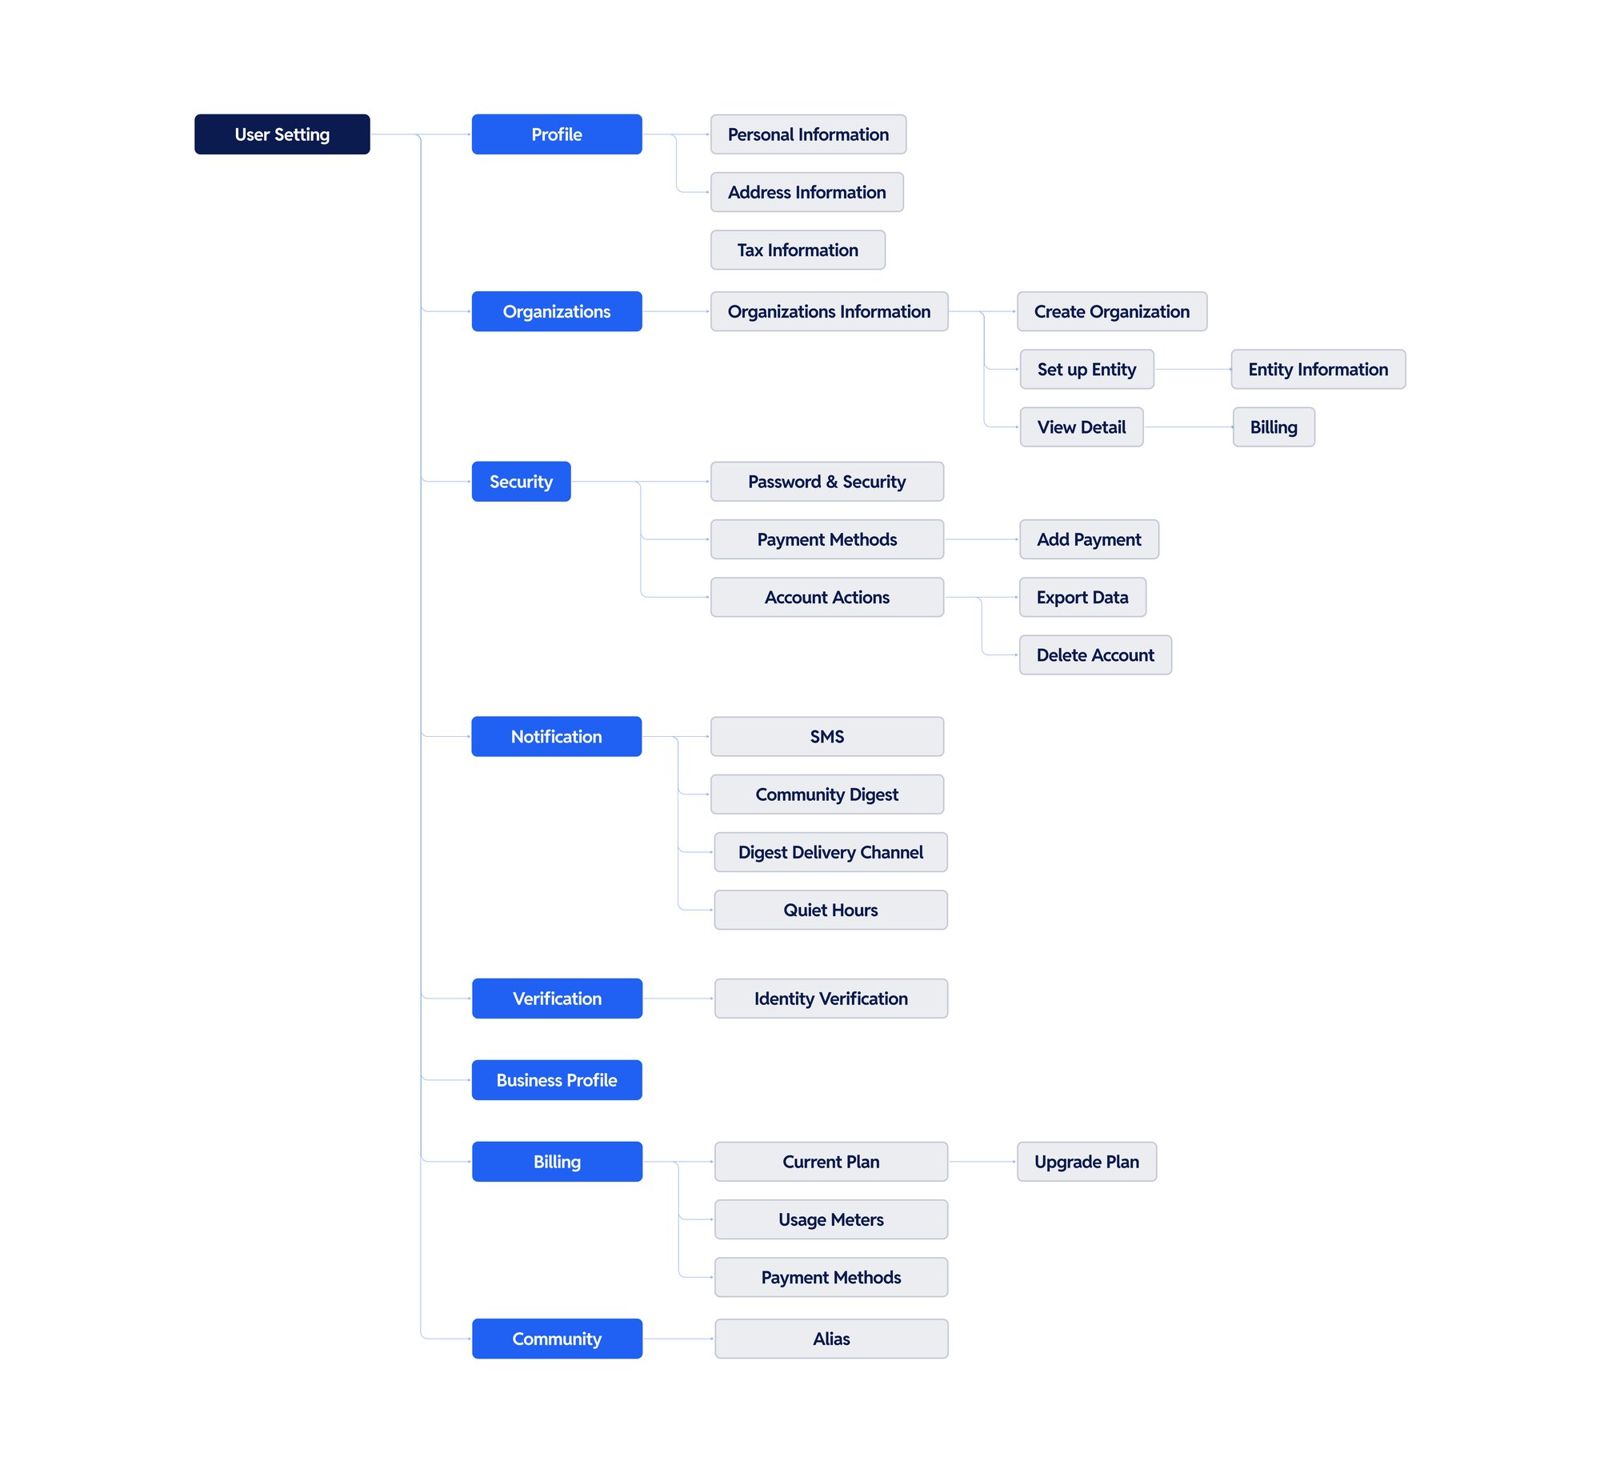 User Setting
Profile
Personal Information
Address Information
Tax Information
Organizations
Organizations Information
Create Organization
Set up Entity
Entity Information
View Detail
Billing
Security
Password & Security
Payment Methods
Add Payment
Account Actions
Export Data
Delete Account
Notification
SMS
Community Digest
Digest Delivery Channel
Quiet Hours
Verification
Identity Verification
Business Profile
Billing
Current Plan
Upgrade Plan
Usage Meters
Payment Methods
Community
Alias